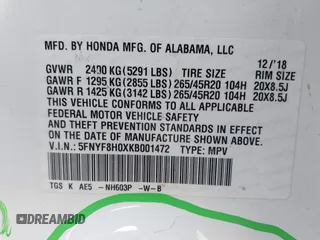 MFD. BY HONDA MFG. OF ALABAMA, LLC
12/'18
GVWR 2400 KG (5291 LBS) TIRE SIZE RIM SIZE
GAWR F 1295 KG (2855 LBS) 265/45R20 104H 20X8.5J
GAWR R 1425 KG (3142 LBS) 265/45R20 104H 20X8.5J
THIS VEHICLE CONFORMS TO ALL APPLICABLE
FEDERAL MOTOR VEHICLE SAFETY STANDARDS IN EFFECT
ON THE DATE OF MANUFACTURE SHOWN ABOVE.
V.I.N.: 5FNYF8H0XKB001472 TYPE: MPV
TGS K AE5 -NH603P -W-B
DREAMBID
dreambid.com